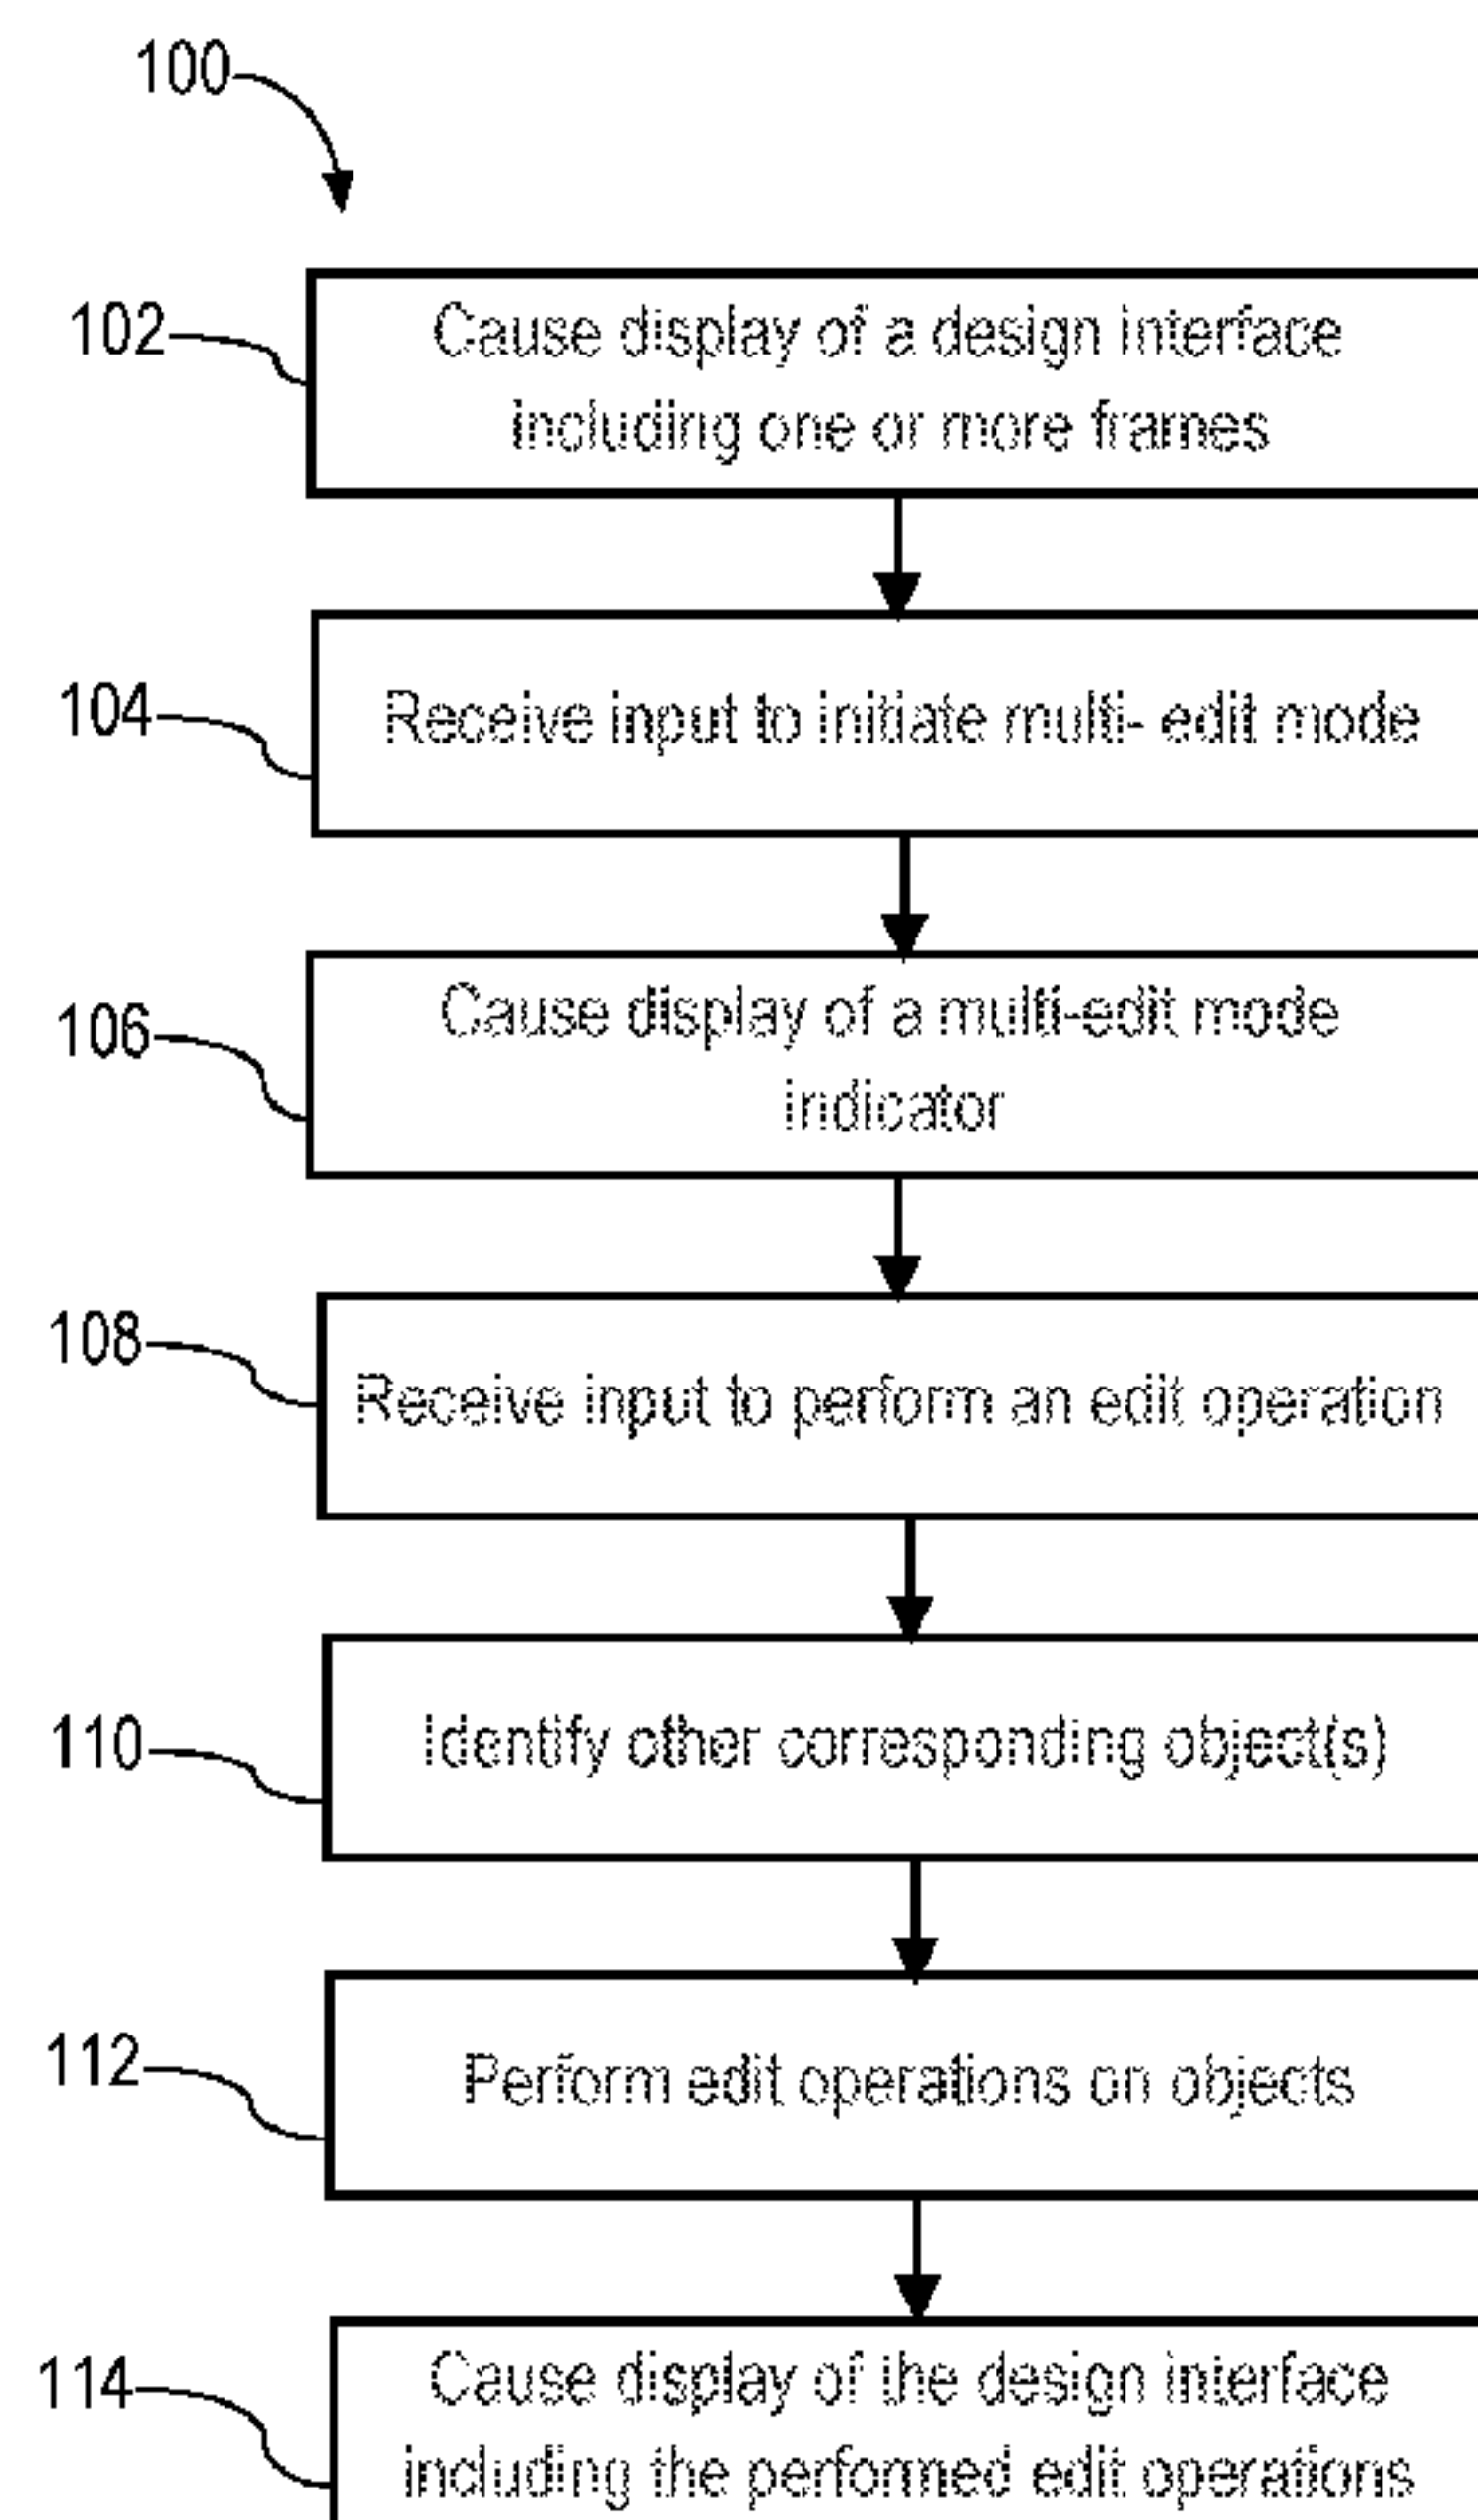 100
102
Cause display of a design interface
including one or more frames
104
Receive input to initiate multi- edit mode
106
Cause display of a multi-edit mode
indicator
108
Receive input to perform an edit operation
110
Identify other corresponding object(s)
112
Perform edit operations on objects
114
Cause display of the design interface
including the performed edit operations